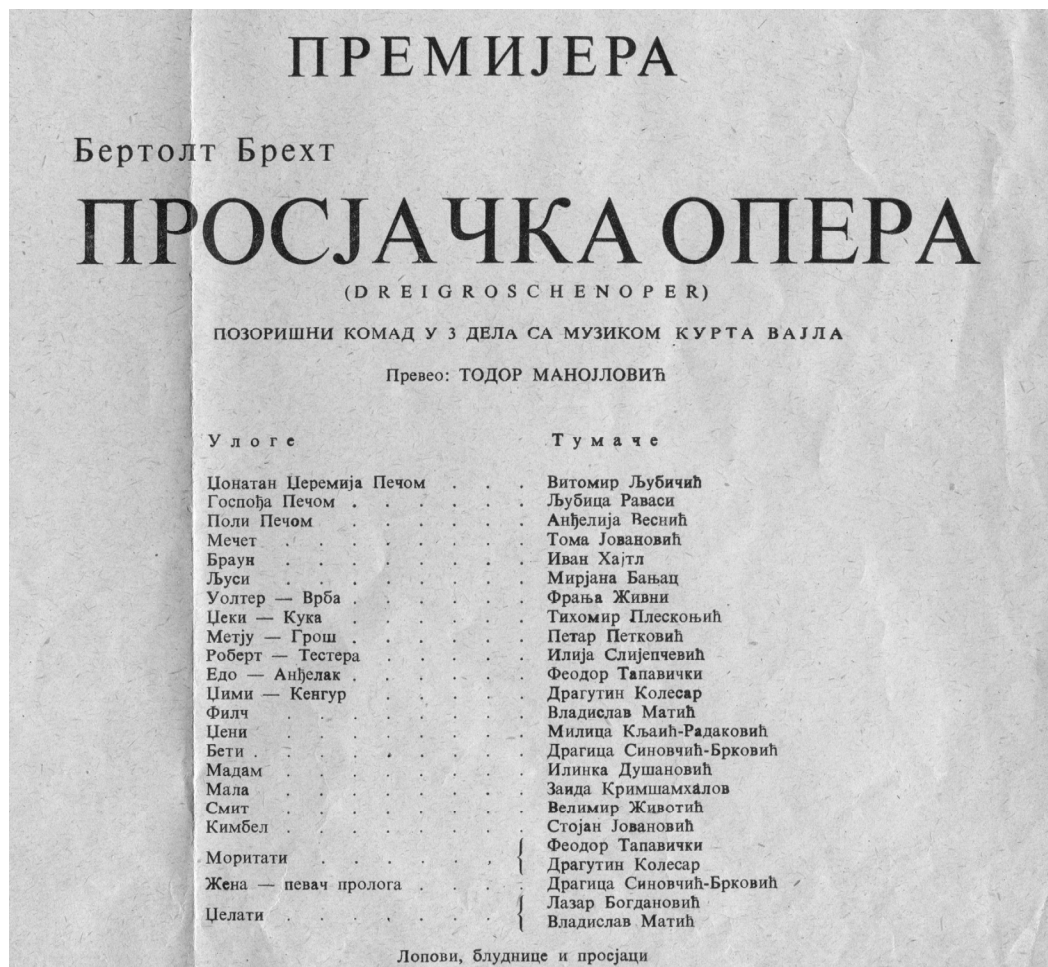 ПРЕМИЈЕРА
Бертолт Брехт
ПРОСЈАЧКА ОПЕРА
(DREIGROSCHENOPER)
ПОЗОРИШНИ КОМАД У 3 ДЕЛА СА МУЗИКОМ КУРТА ВАЈЛА
Превео: ТОДОР МАНОЈЛОВИЋ
Улоге Тумаче
Џонатан Џеремија Печом . . . Витомир Љубичић
Госпођа Печом . . . . . . Љубица Раваси
Поли Печом . . . . . . Анђелија Веснић
Мечет . . . . . . . . Тома Јовановић
Браун . . . . . . . . Иван Хајтл
Љуси . . . . . . . . Мирјана Бањац
Уолтер — Врба . . . . . . Фрања Живни
Џеки — Кука . . . . . . Тихомир Плескоњић
Метју — Грош . . . . . . Петар Петковић
Роберт — Тестера . . . . . Илија Слијепчевић
Едо — Анђелак . . . . . . Феодор Тапавички
Џими — Кенгур . . . . . Драгутин Колесар
Филч . . . . . . . . Владислав Матић
Џени . . . . . . . . Милица Кљаић-Радаковић
Бети . . . . . . . . . Драгица Синовчић-Брковић
Мадам . . . . . . . . Илинка Душановић
Мала . . . . . . . . Заида Кримшамхалов
Смит . . . . . . . . Велимир Животић
Кимбел . . . . . . . . Стојан Јовановић
Моритати . . . . . . { Феодор Тапавички
Драгутин Колесар
Жена — певач пролога . . . . Драгица Синовчић-Брковић
Џелати . . . . . . . { Лазар Богдановић
Владислав Матић
Лопови, блуднице и просјаци